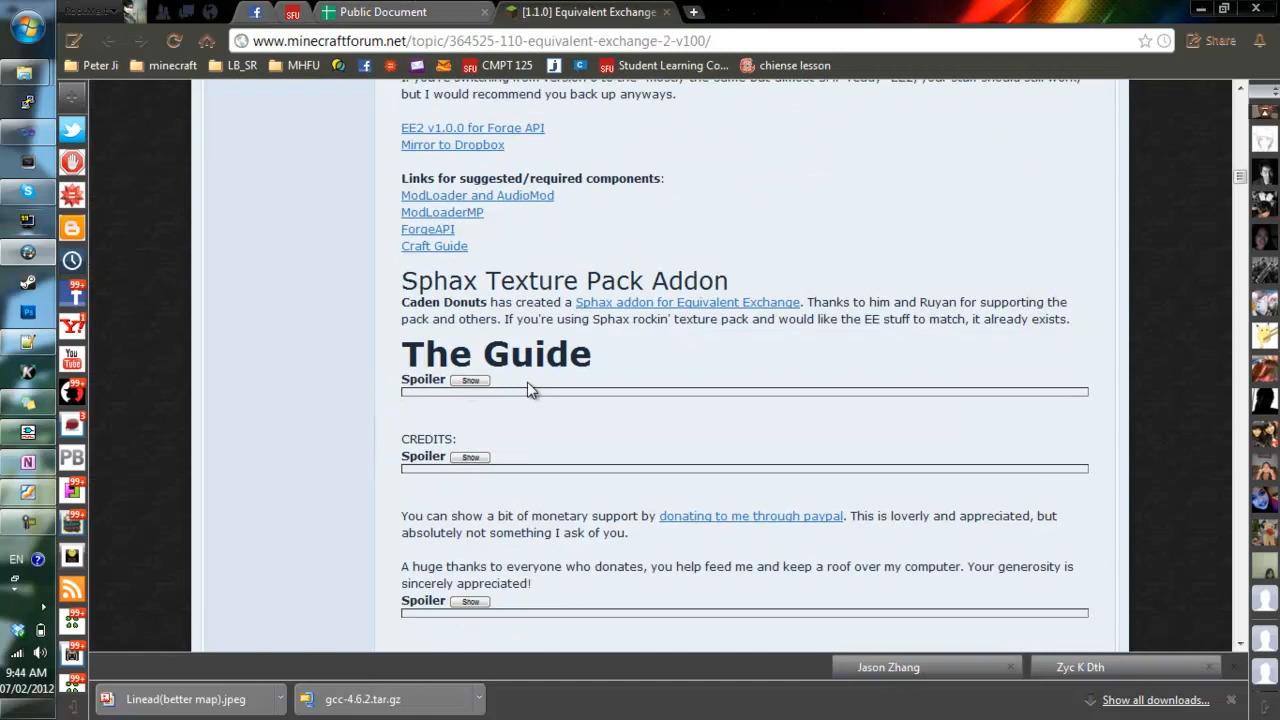 Public Document
[1.1.0] Equivalent Exchange
www.minecraftforum.net/topic/364525-110-equivalent-exchange-2-v100/
Share
Peter Ji
minecraft
LB_SR
MHFU
CMPT 125
Student Learning Co...
chiense lesson
but I would recommend you back up anyways.
EE2 v1.0.0 for Forge API
Mirror to Dropbox
Links for suggested/required components:
ModLoader and AudioMod
ModLoaderMP
ForgeAPI
Craft Guide
Sphax Texture Pack Addon
Caden Donuts has created a Sphax addon for Equivalent Exchange. Thanks to him and Ruyan for supporting the
pack and others. If you're using Sphax rockin' texture pack and would like the EE stuff to match, it already exists.
The Guide
Spoiler Show
CREDITS:
Spoiler Show
You can show a bit of monetary support by donating to me through paypal. This is loverly and appreciated, but
absolutely not something I ask of you.
A huge thanks to everyone who donates, you help feed me and keep a roof over my computer. Your generosity is
sincerely appreciated!
Spoiler Show
Jason Zhang
Zyc K Dth
Linead(better map).jpeg
gcc-4.6.2.tar.gz
Show all downloads...
EN
9:44 AM
07/02/2012